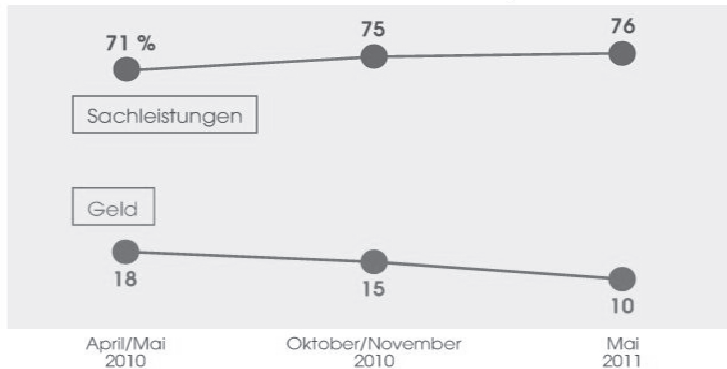 71 %
75
76
Sachleistungen
Geld
18
15
10
April/Mai
2010
Oktober/November
2010
Mai
2011